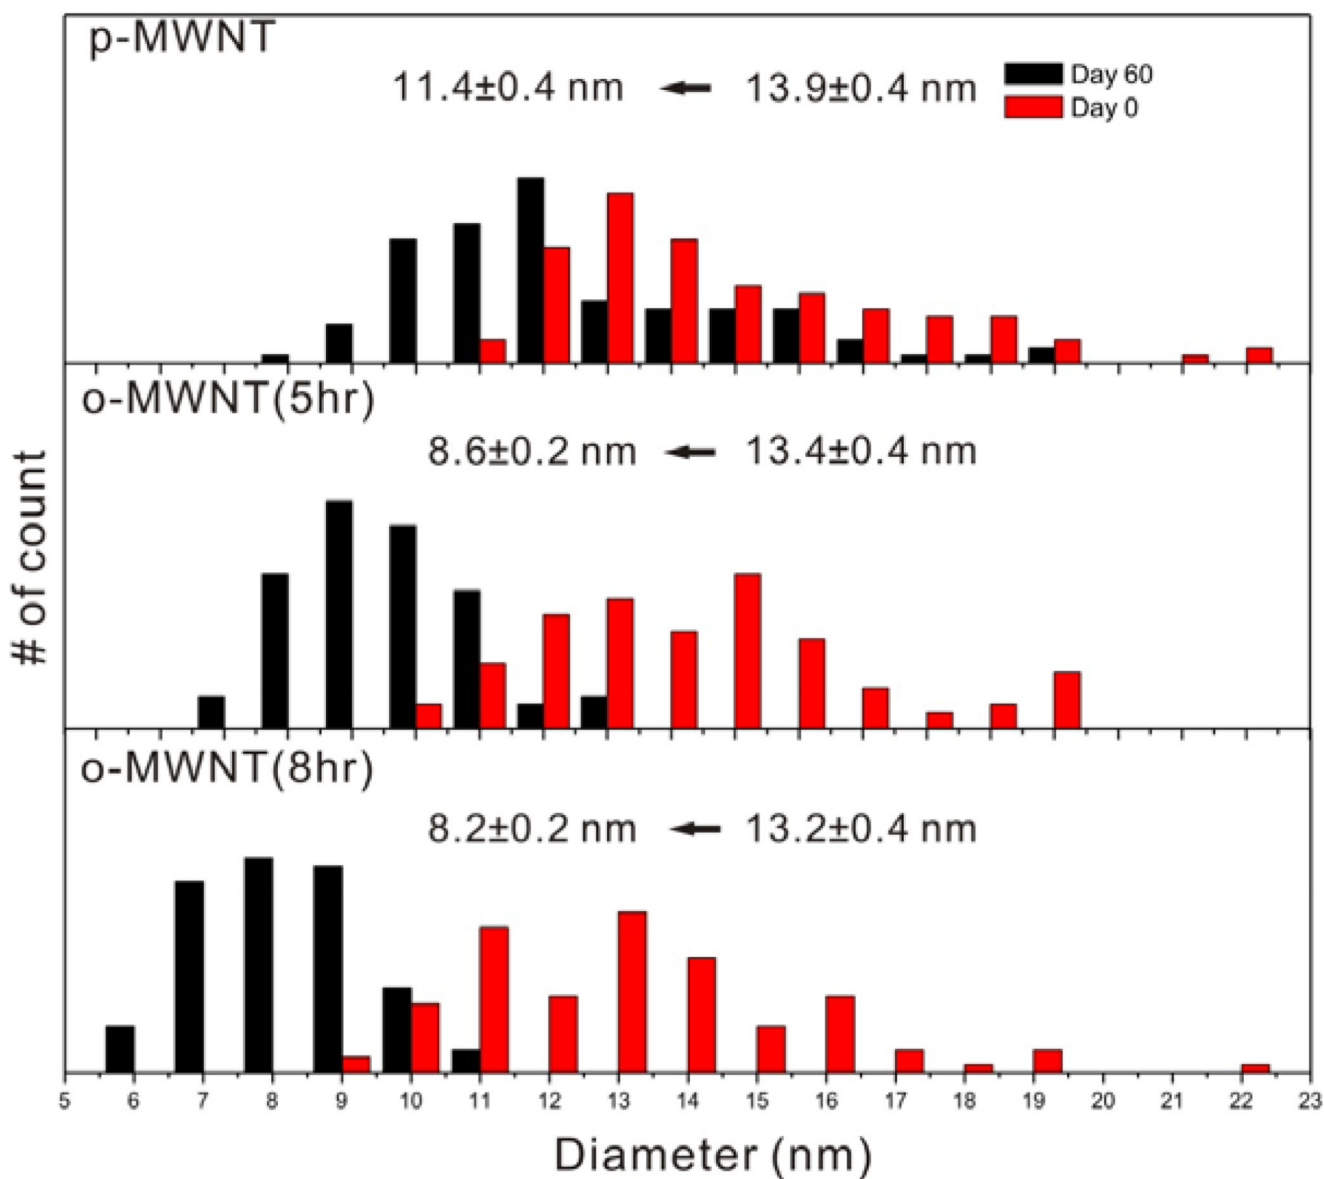 p-MWNT
11.4±0.4 nm 13.9±0.4 nm
Day 60
Day 0
o-MWNT(5hr)
8.6±0.2 nm 13.4±0.4 nm
# of count
o-MWNT(8hr)
8.2±0.2 nm 13.2±0.4 nm
5 6 7 8 9 10 11 12 13 14 15 16 17 18 19 20 21 22 23
Diameter (nm)